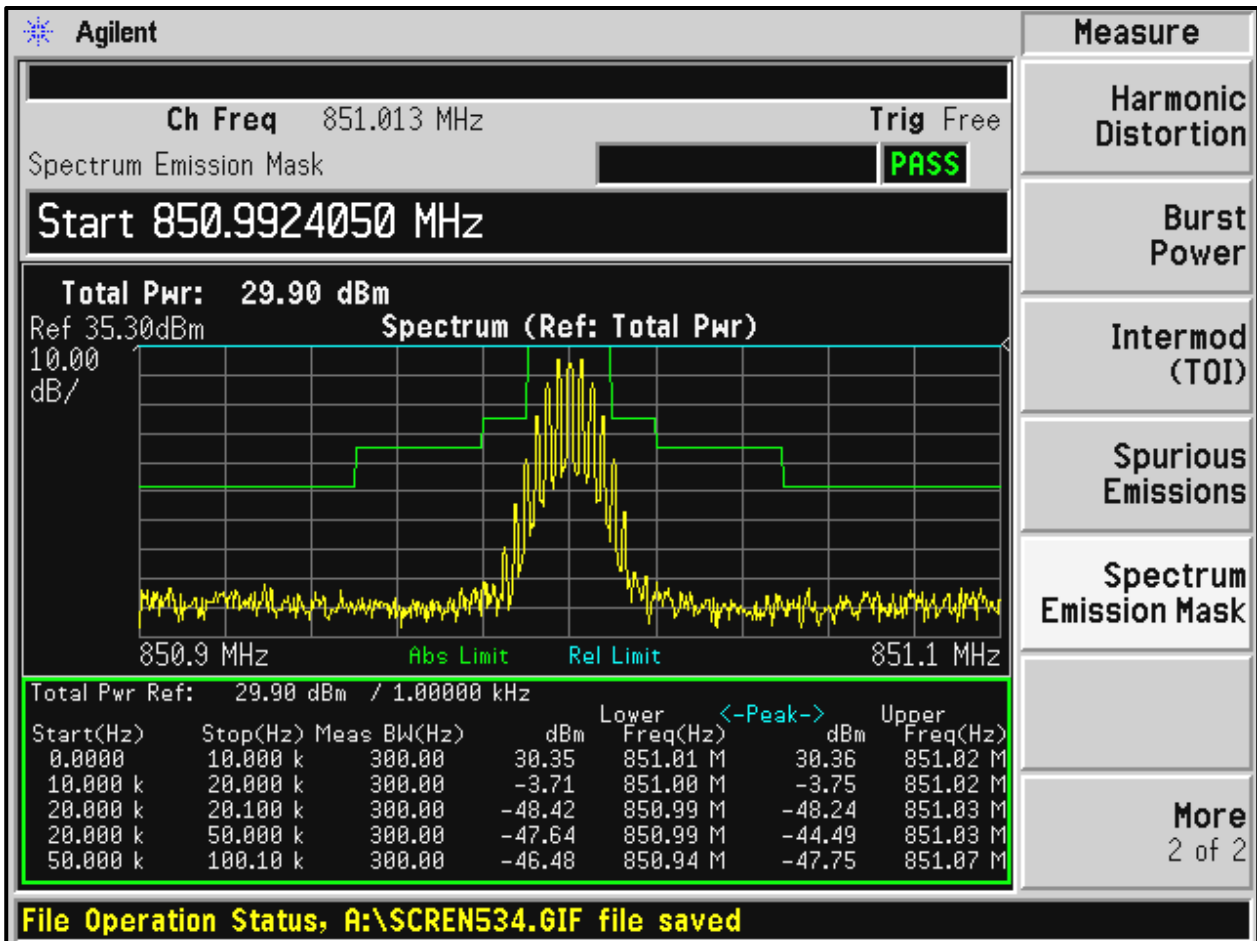 Agilent
Measure
Ch Freq 851.013 MHz Trig Free
Spectrum Emission Mask PASS
Start 850.9924050 MHz
Total Pwr: 29.90 dBm
Ref 35.30dBm Spectrum (Ref: Total Pwr)
10.00
dB/
850.9 MHz Abs Limit Rel Limit 851.1 MHz
Total Pwr Ref: 29.90 dBm / 1.00000 kHz
Lower <-Peak-> Upper
Start(Hz) Stop(Hz) Meas BW(Hz) dBm Freq(Hz) dBm Freq(Hz)
0.0000 10.000 k 300.00 30.35 851.01 M 30.36 851.02 M
10.000 k 20.000 k 300.00 -3.71 851.00 M -3.75 851.02 M
20.000 k 20.100 k 300.00 -48.42 850.99 M -48.24 851.03 M
20.000 k 50.000 k 300.00 -47.64 850.99 M -44.49 851.03 M
50.000 k 100.10 k 300.00 -46.48 850.94 M -47.75 851.07 M
Harmonic
Distortion
Burst
Power
Intermod
(TOI)
Spurious
Emissions
Spectrum
Emission Mask
More
2 of 2
File Operation Status, A:\SCREN534.GIF file saved